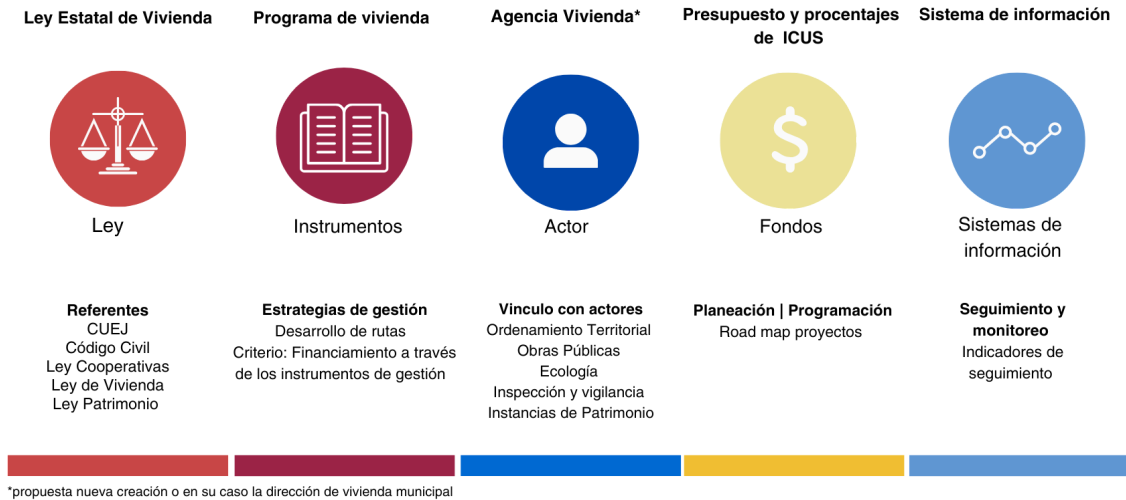 Ley Estatal de Vivienda
Programa de vivienda
Agencia Vivienda*
Presupuesto y procentajes
de ICUS
Sistema de información
Ley
Instrumentos
Actor
$
Fondos
Sistemas de
información
Referentes
CUEJ
Código Civil
Ley Cooperativas
Ley de Vivienda
Ley Patrimonio
Estrategias de gestión
Desarrollo de rutas
Criterio: Financiamiento a través
de los instrumentos de gestión
Vinculo con actores
Ordenamiento Territorial
Obras Públicas
Ecología
Inspección y vigilancia
Instancias de Patrimonio
Planeación | Programación
Road map proyectos
Seguimiento y
monitoreo
Indicadores de
seguimiento
*propuesta nueva creación o en su caso la dirección de vivienda municipal